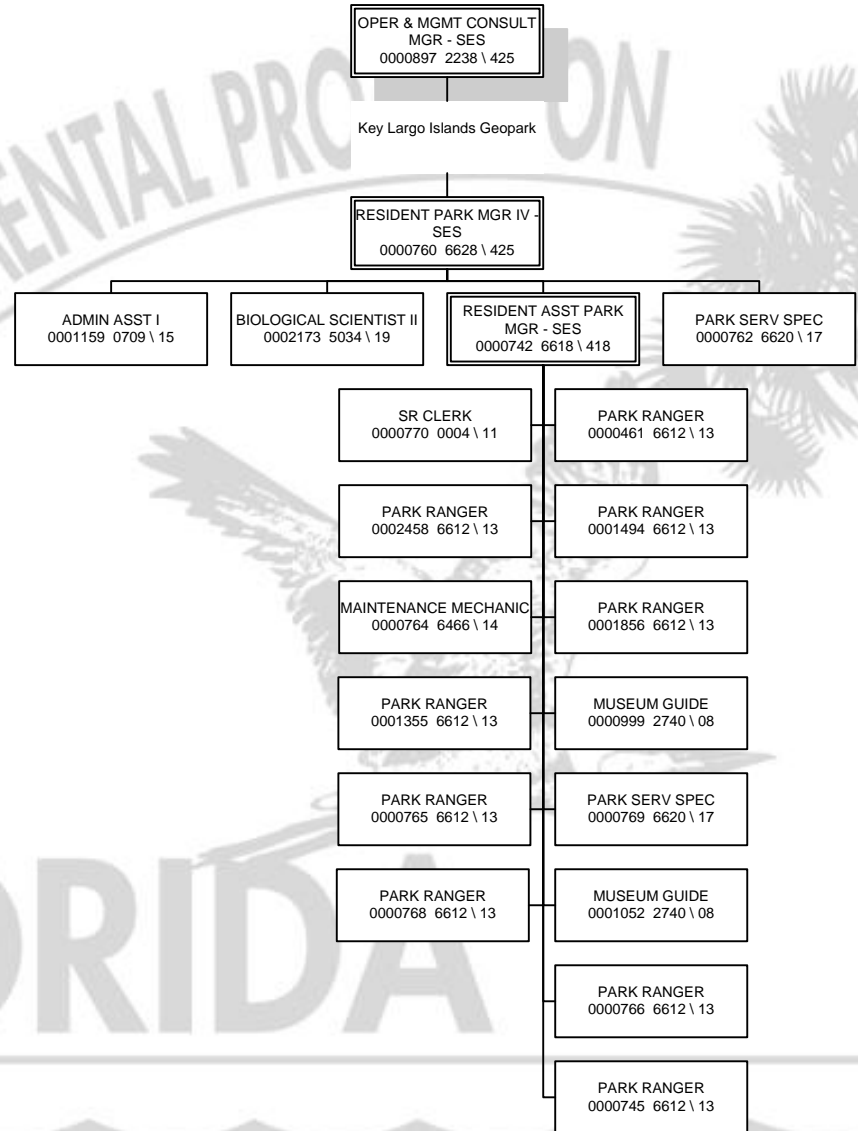 OPER & MGMT CONSULT
MGR - SES
0000897 2238 \ 425
Key Largo Islands Geopark
RESIDENT PARK MGR IV -
SES
0000760 6628 \ 425
ADMIN ASST I
0001159 0709 \ 15
BIOLOGICAL SCIENTIST II
0002173 5034 \ 19
RESIDENT ASST PARK
MGR - SES
0000742 6618 \ 418
PARK SERV SPEC
0000762 6620 \ 17
SR CLERK
0000770 0004 \ 11
PARK RANGER
0000461 6612 \ 13
PARK RANGER
0002458 6612 \ 13
PARK RANGER
0001494 6612 \ 13
MAINTENANCE MECHANIC
0000764 6466 \ 14
PARK RANGER
0001856 6612 \ 13
PARK RANGER
0001355 6612 \ 13
MUSEUM GUIDE
0000999 2740 \ 08
PARK RANGER
0000765 6612 \ 13
PARK SERV SPEC
0000769 6620 \ 17
PARK RANGER
0000768 6612 \ 13
MUSEUM GUIDE
0001052 2740 \ 08
PARK RANGER
0000766 6612 \ 13
PARK RANGER
0000745 6612 \ 13
ENTAL PRO ON
ORIDA